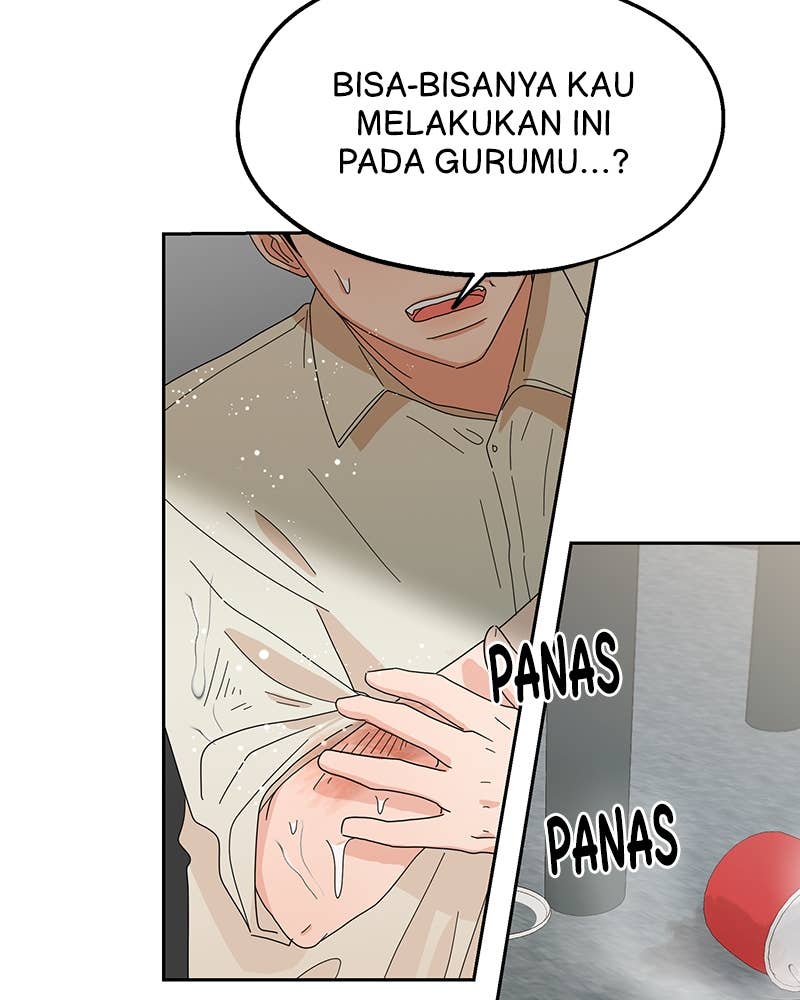 BISA-BISANYA KAU
MELAKUKAN INI
PADA GURUMU...?
PANAS
PANAS